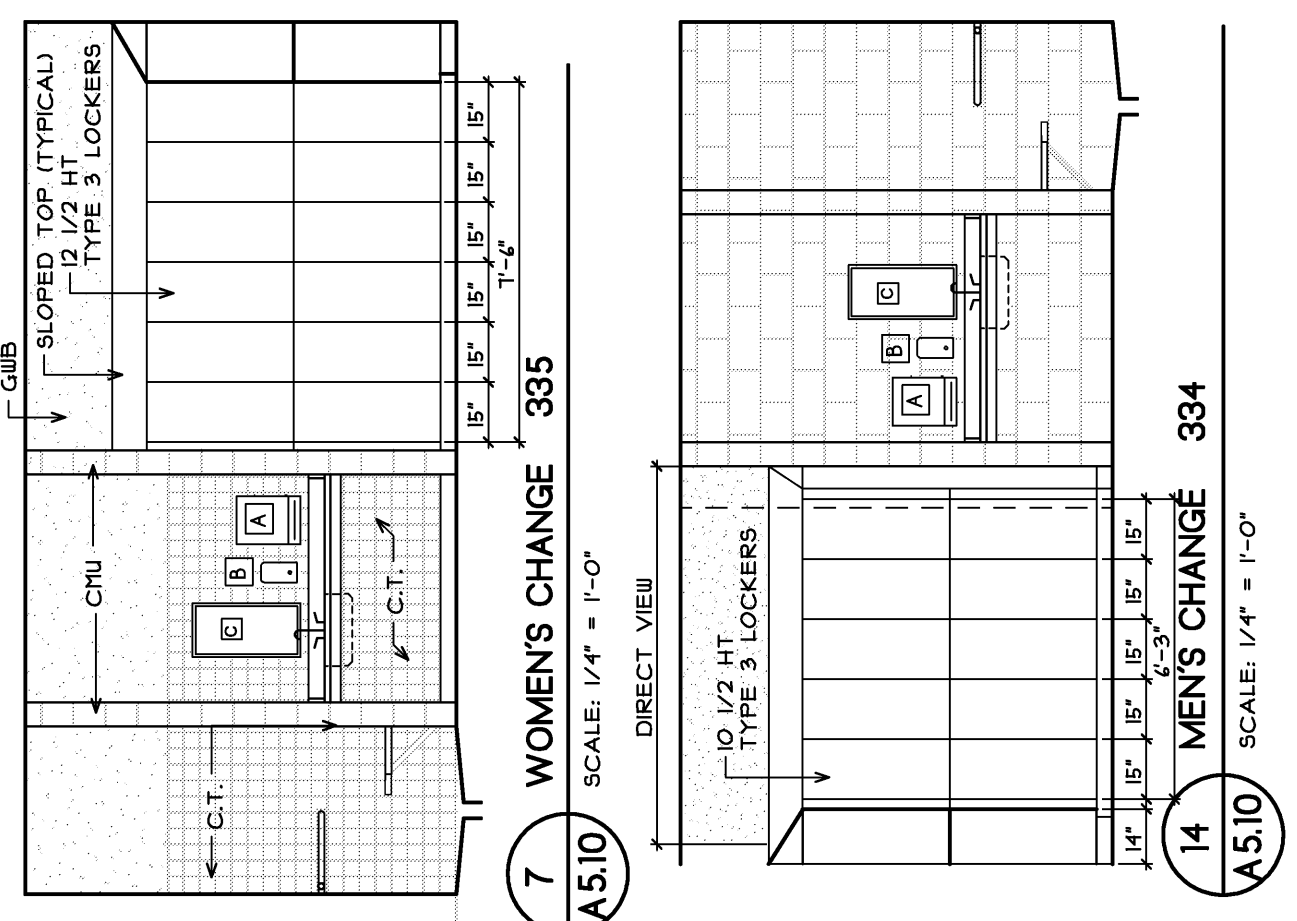 GWB
SLOPED TOP (TYPICAL)
12 1/2 HT
TYPE 3 LOCKERS
CMU
C.T.
C.T.
A
B
C
15"
15"
15"
15"
15"
15"
7'-6"
7
A5.10
WOMEN'S CHANGE 335
SCALE: 1/4" = 1'-0"
DIRECT VIEW
10 1/2 HT
TYPE 3 LOCKERS
A
B
C
14"
15"
15"
15"
15"
15"
6'-3"
14
A5.10
MEN'S CHANGE 334
SCALE: 1/4" = 1'-0"